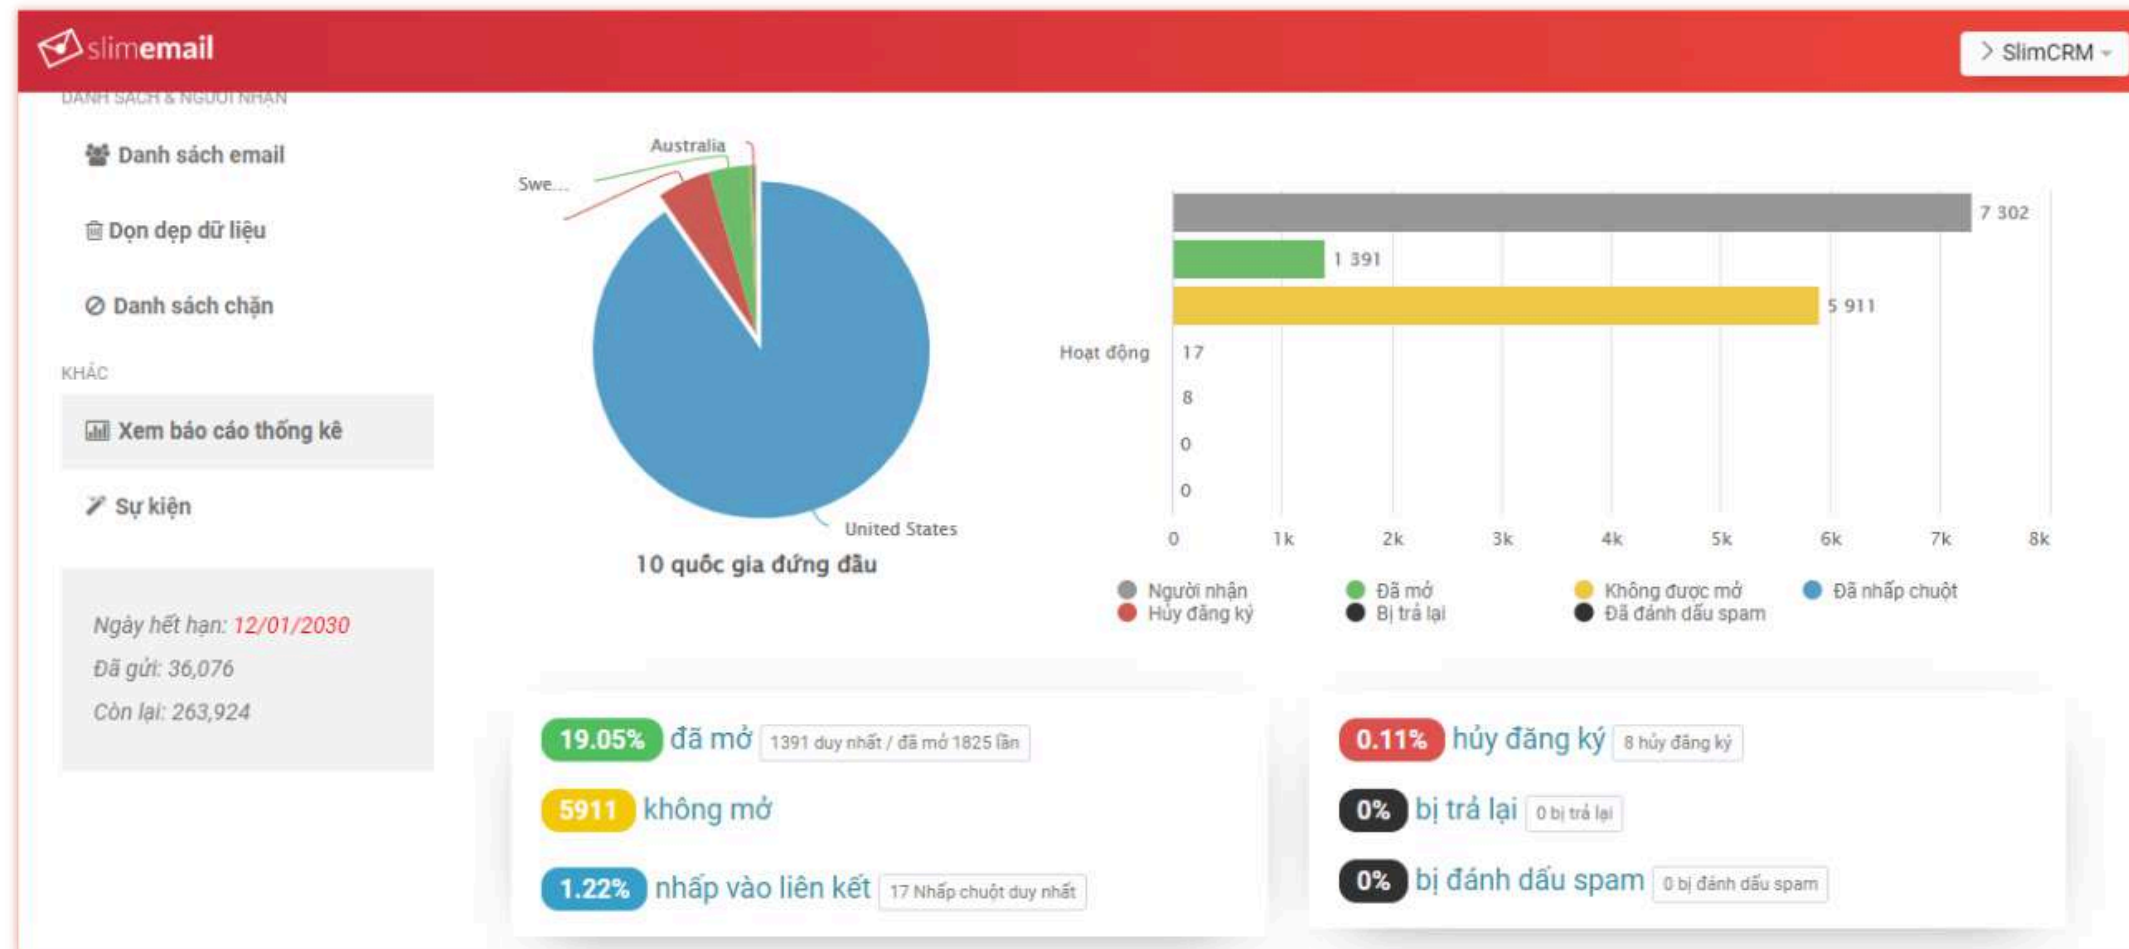 slimemail
> SlimCRM
DANH SÁCH & NGƯỜI NHẬN
Danh sách email
Dọn dẹp dữ liệu
Danh sách chặn
KHÁC
Xem báo cáo thống kê
Sự kiện
Ngày hết hạn: 12/01/2030
Đã gửi: 36,076
Còn lại: 263,924
Australia
Swe...
United States
10 quốc gia đứng đầu
7 302
1 391
5 911
Hoạt động
17
8
0
0
0 1k 2k 3k 4k 5k 6k 7k 8k
Người nhận Đã mở Không được mở Đã nhấp chuột
Hủy đăng ký Bị trả lại Đã đánh dấu spam
19.05% đã mở 1391 duy nhất / đã mở 1825 lần
5911 không mở
1.22% nhấp vào liên kết 17 Nhấp chuột duy nhất
0.11% hủy đăng ký 8 hủy đăng ký
0% bị trả lại 0 bị trả lại
0% bị đánh dấu spam 0 bị đánh dấu spam